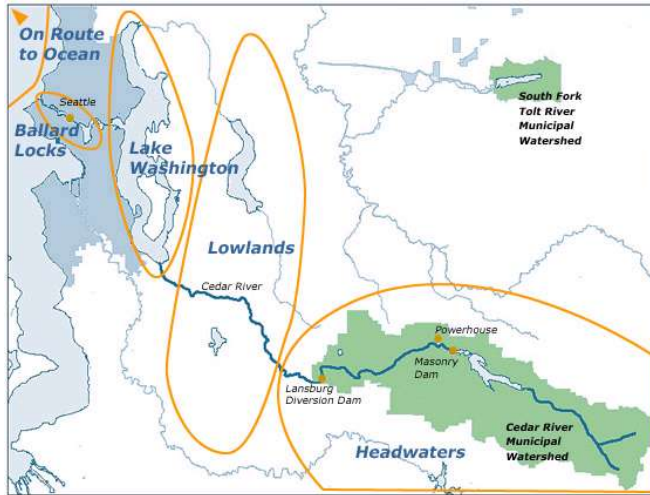 On Route
to Ocean
Seattle
Ballard
Locks
Lake
Washington
South Fork
Tolt River
Municipal
Watershed
Lowlands
Cedar River
Powerhouse
Masonry
Dam
Lansburg
Diversion Dam
Cedar River
Municipal
Watershed
Headwaters